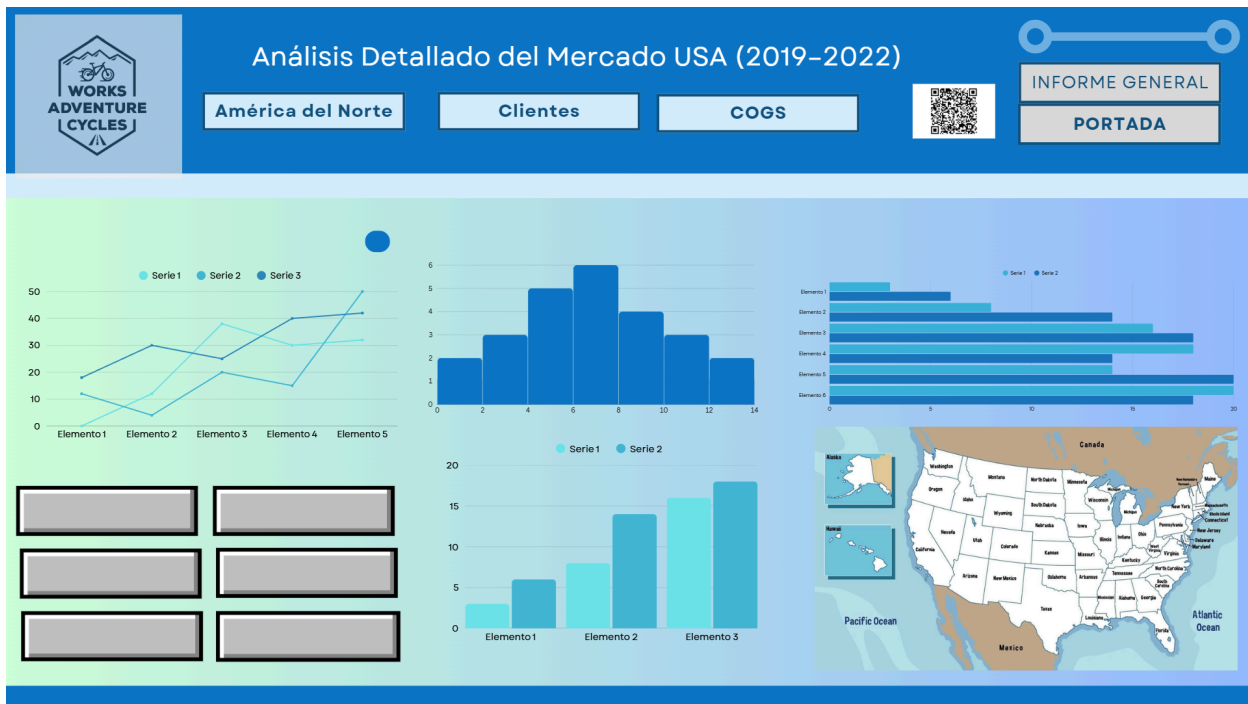 WORKS
ADVENTURE
CYCLES
Análisis Detallado del Mercado USA (2019–2022)
América del Norte
Clientes
COGS
INFORME GENERAL
PORTADA
Serie 1 Serie 2 Serie 3
50
40
30
20
10
0
Elemento 1 Elemento 2 Elemento 3 Elemento 4 Elemento 5
6
5
4
3
2
1
0
0 2 4 6 8 10 12 14
Serie 1 Serie 2
Elemento 1
Elemento 2
Elemento 3
Elemento 4
Elemento 5
Elemento 6
0 5 10 15 20
Serie 1 Serie 2
20
15
10
5
0
Elemento 1 Elemento 2 Elemento 3
Canada
Alaska
Hawaii
Washington
Oregon
California
Nevada
Idaho
Montana
Wyoming
Utah
Arizona
Colorado
New Mexico
North Dakota
South Dakota
Nebraska
Kansas
Oklahoma
Texas
Minnesota
Iowa
Missouri
Arkansas
Louisiana
Wisconsin
Michigan
Michigan
Illinois
Indiana
Ohio
Kentucky
Tennessee
Mississippi
Alabama
Georgia
Florida
South
Carolina
North Carolina
Virginia
West
Virginia
Pennsylvania
New York
Maine
Massachusetts
Rhode Island
Connecticut
New Jersey
Delaware
Maryland
Pacific Ocean
Atlantic
Ocean
Mexico